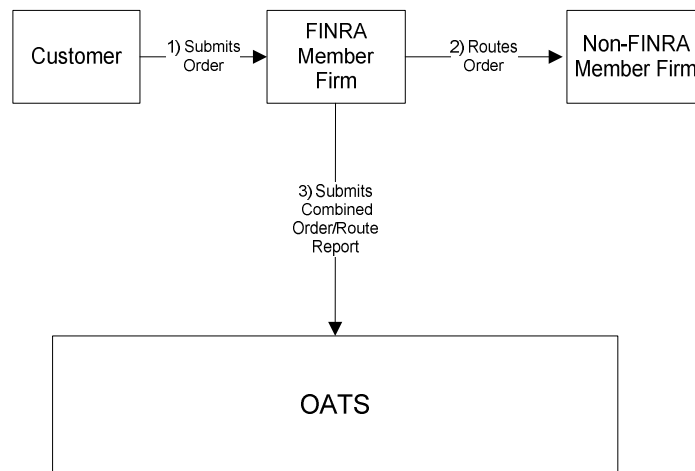 Customer
1) Submits
Order
FINRA
Member
Firm
2) Routes
Order
Non-FINRA
Member Firm
3) Submits
Combined
Order/Route
Report
OATS